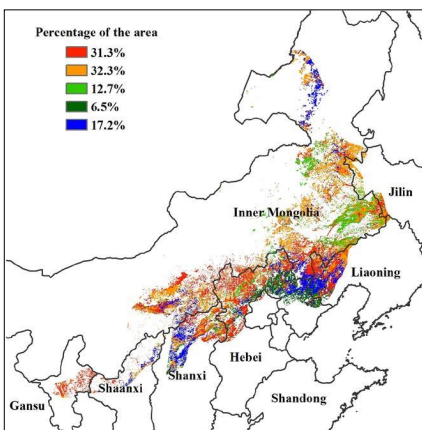 Percentage of the area
31.3%
32.3%
12.7%
6.5%
17.2%
Jilin
Inner Mongolia
Liaoning
Hebei
Shaanxi
Shanxi
Gansu
Shandong